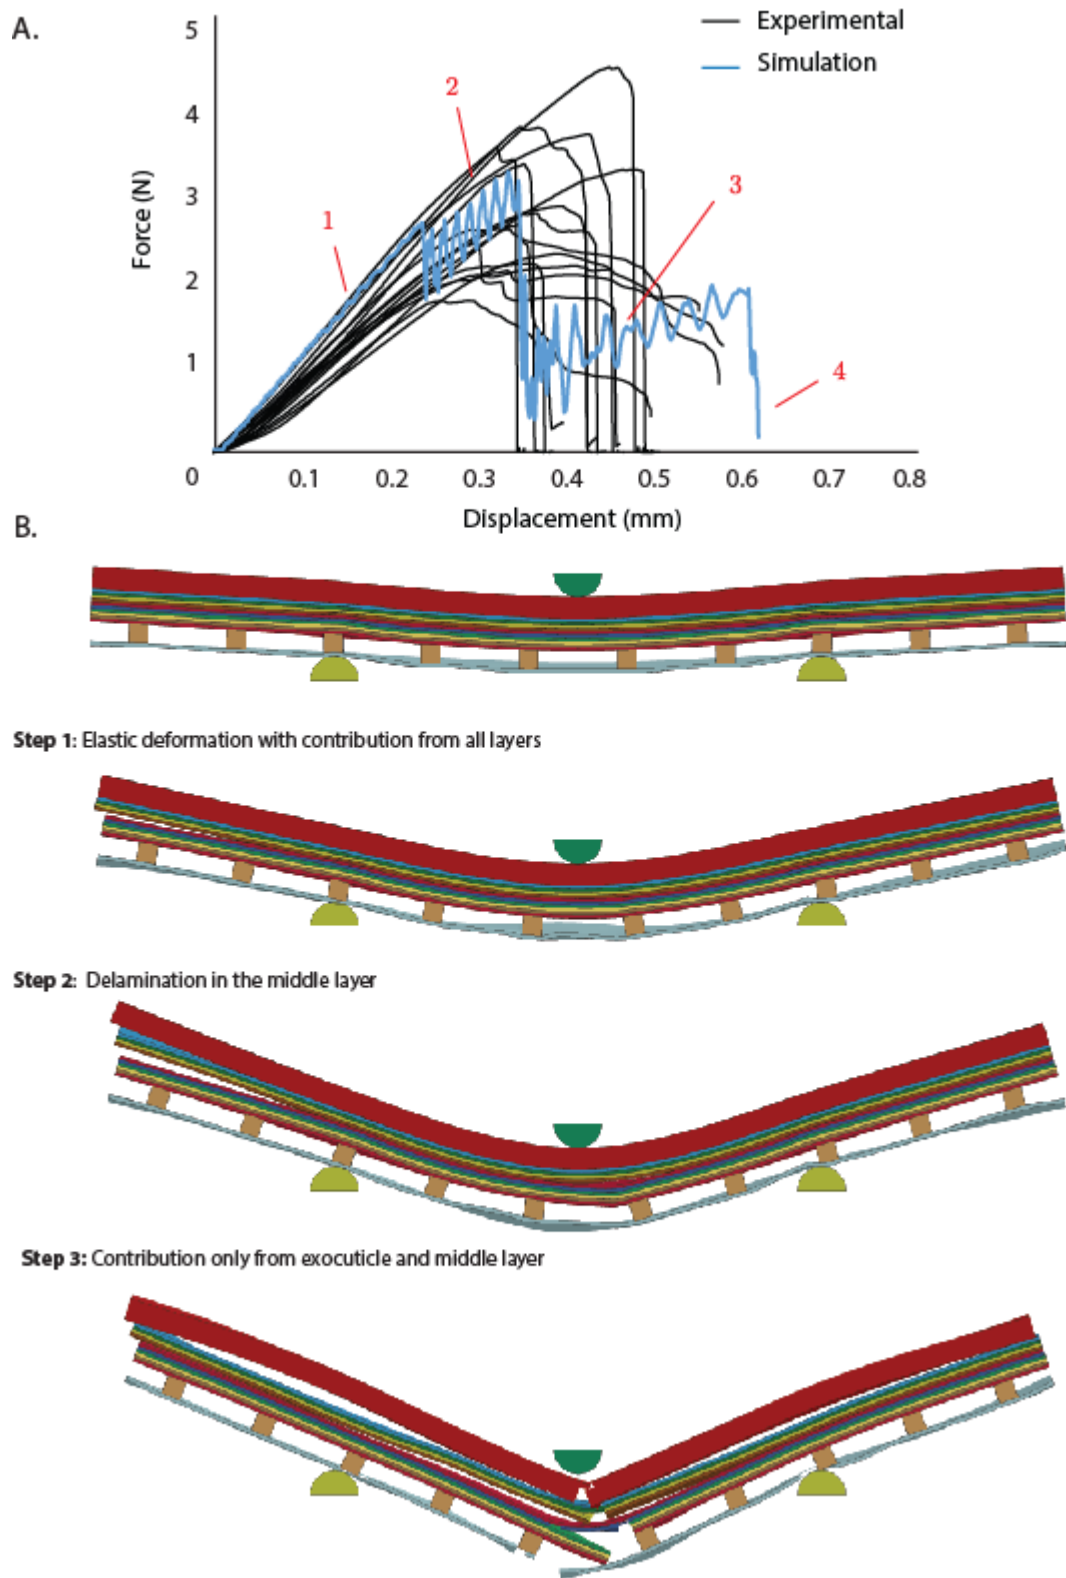 A.
5
4
3
2
1
0
Force (N)
0.1 0.2 0.3 0.4 0.5 0.6 0.7 0.8
Displacement (mm)
Experimental
Simulation
1
2
3
4
B.
Step 1: Elastic deformation with contribution from all layers
Step 2: Delamination in the middle layer
Step 3: Contribution only from exocuticle and middle layer